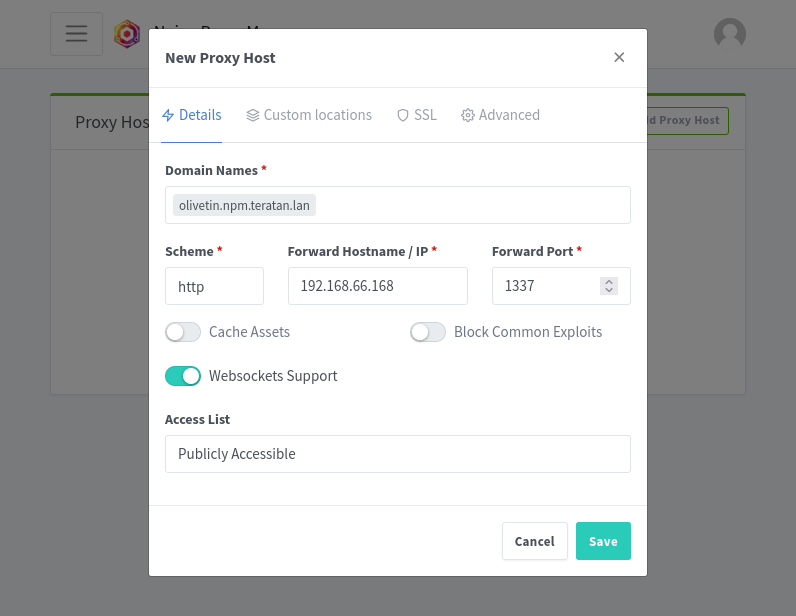 New Proxy Host
Details Custom locations SSL Advanced
Proxy Hos
d Proxy Host
Domain Names *
olivetin.npm.teratan.lan
Scheme * Forward Hostname / IP * Forward Port *
http 192.168.66.168 1337
Cache Assets Block Common Exploits
Websockets Support
Access List
Publicly Accessible
Cancel Save